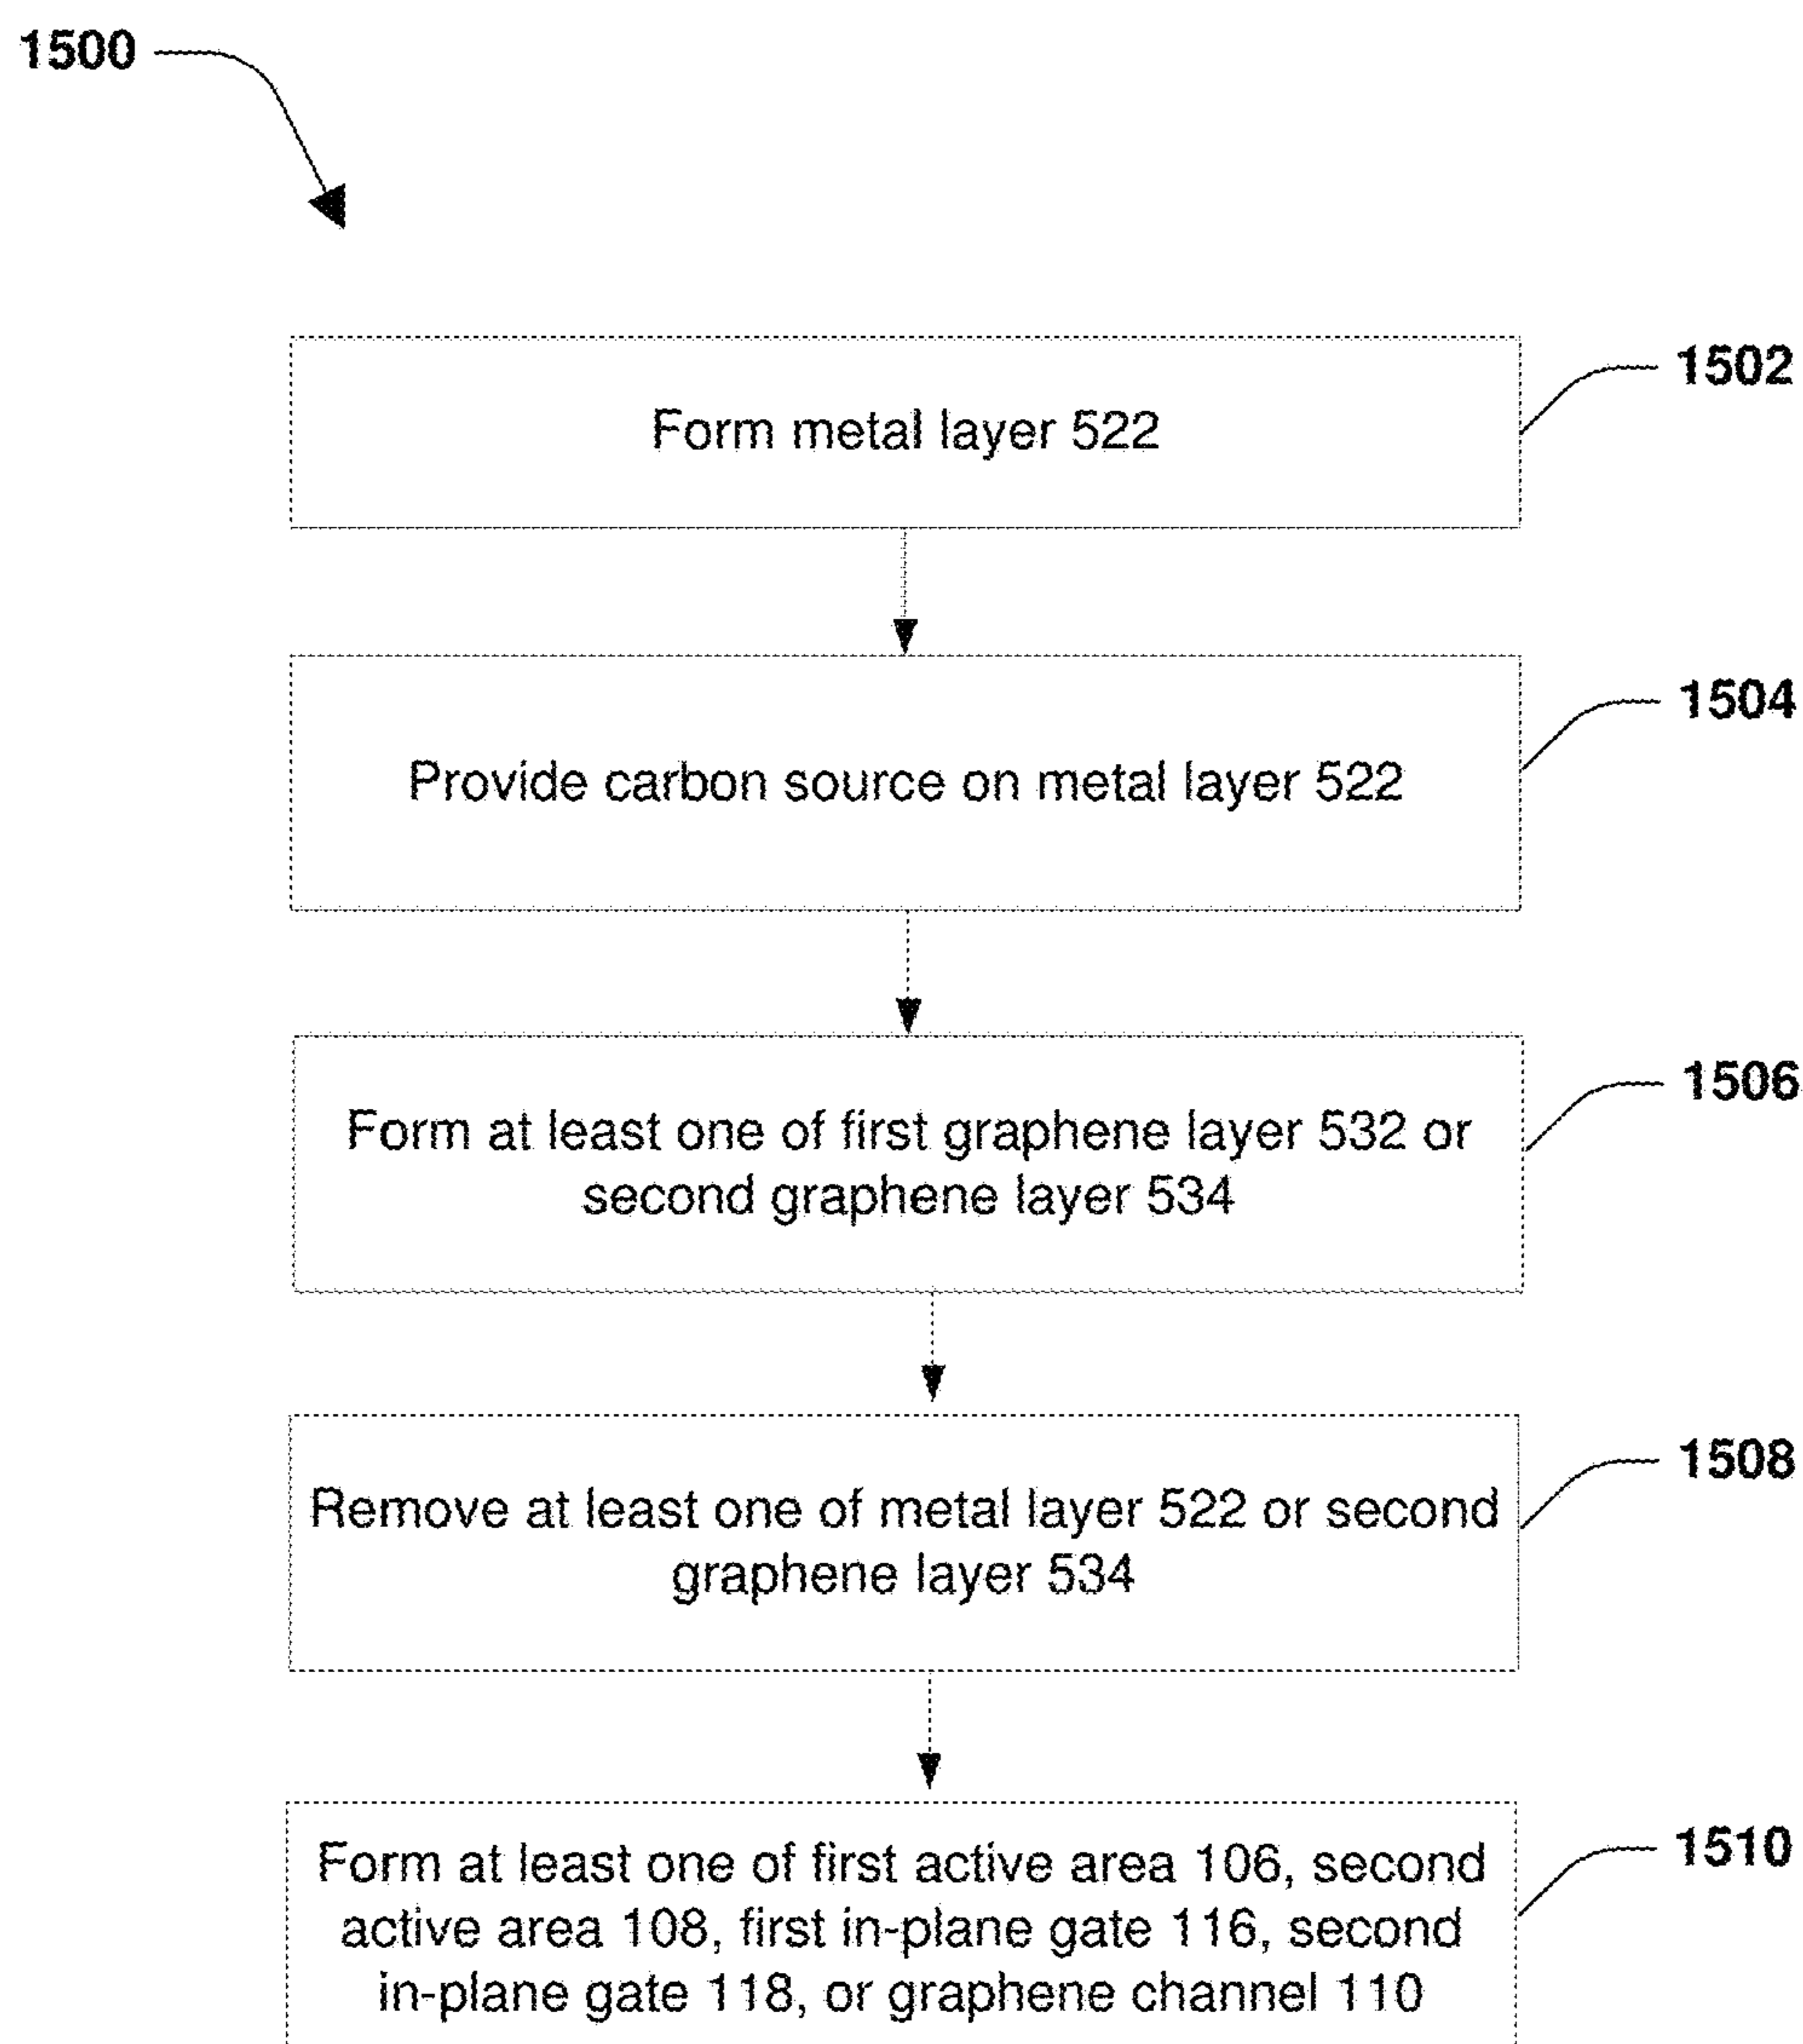 1500
1502
Form metal layer 522
1504
Provide carbon source on metal layer 522
1506
Form at least one of first graphene layer 532 or
second graphene layer 534
1508
Remove at least one of metal layer 522 or second
graphene layer 534
1510
Form at least one of first active area 106, second
active area 108, first in-plane gate 116, second
in-plane gate 118, or graphene channel 110